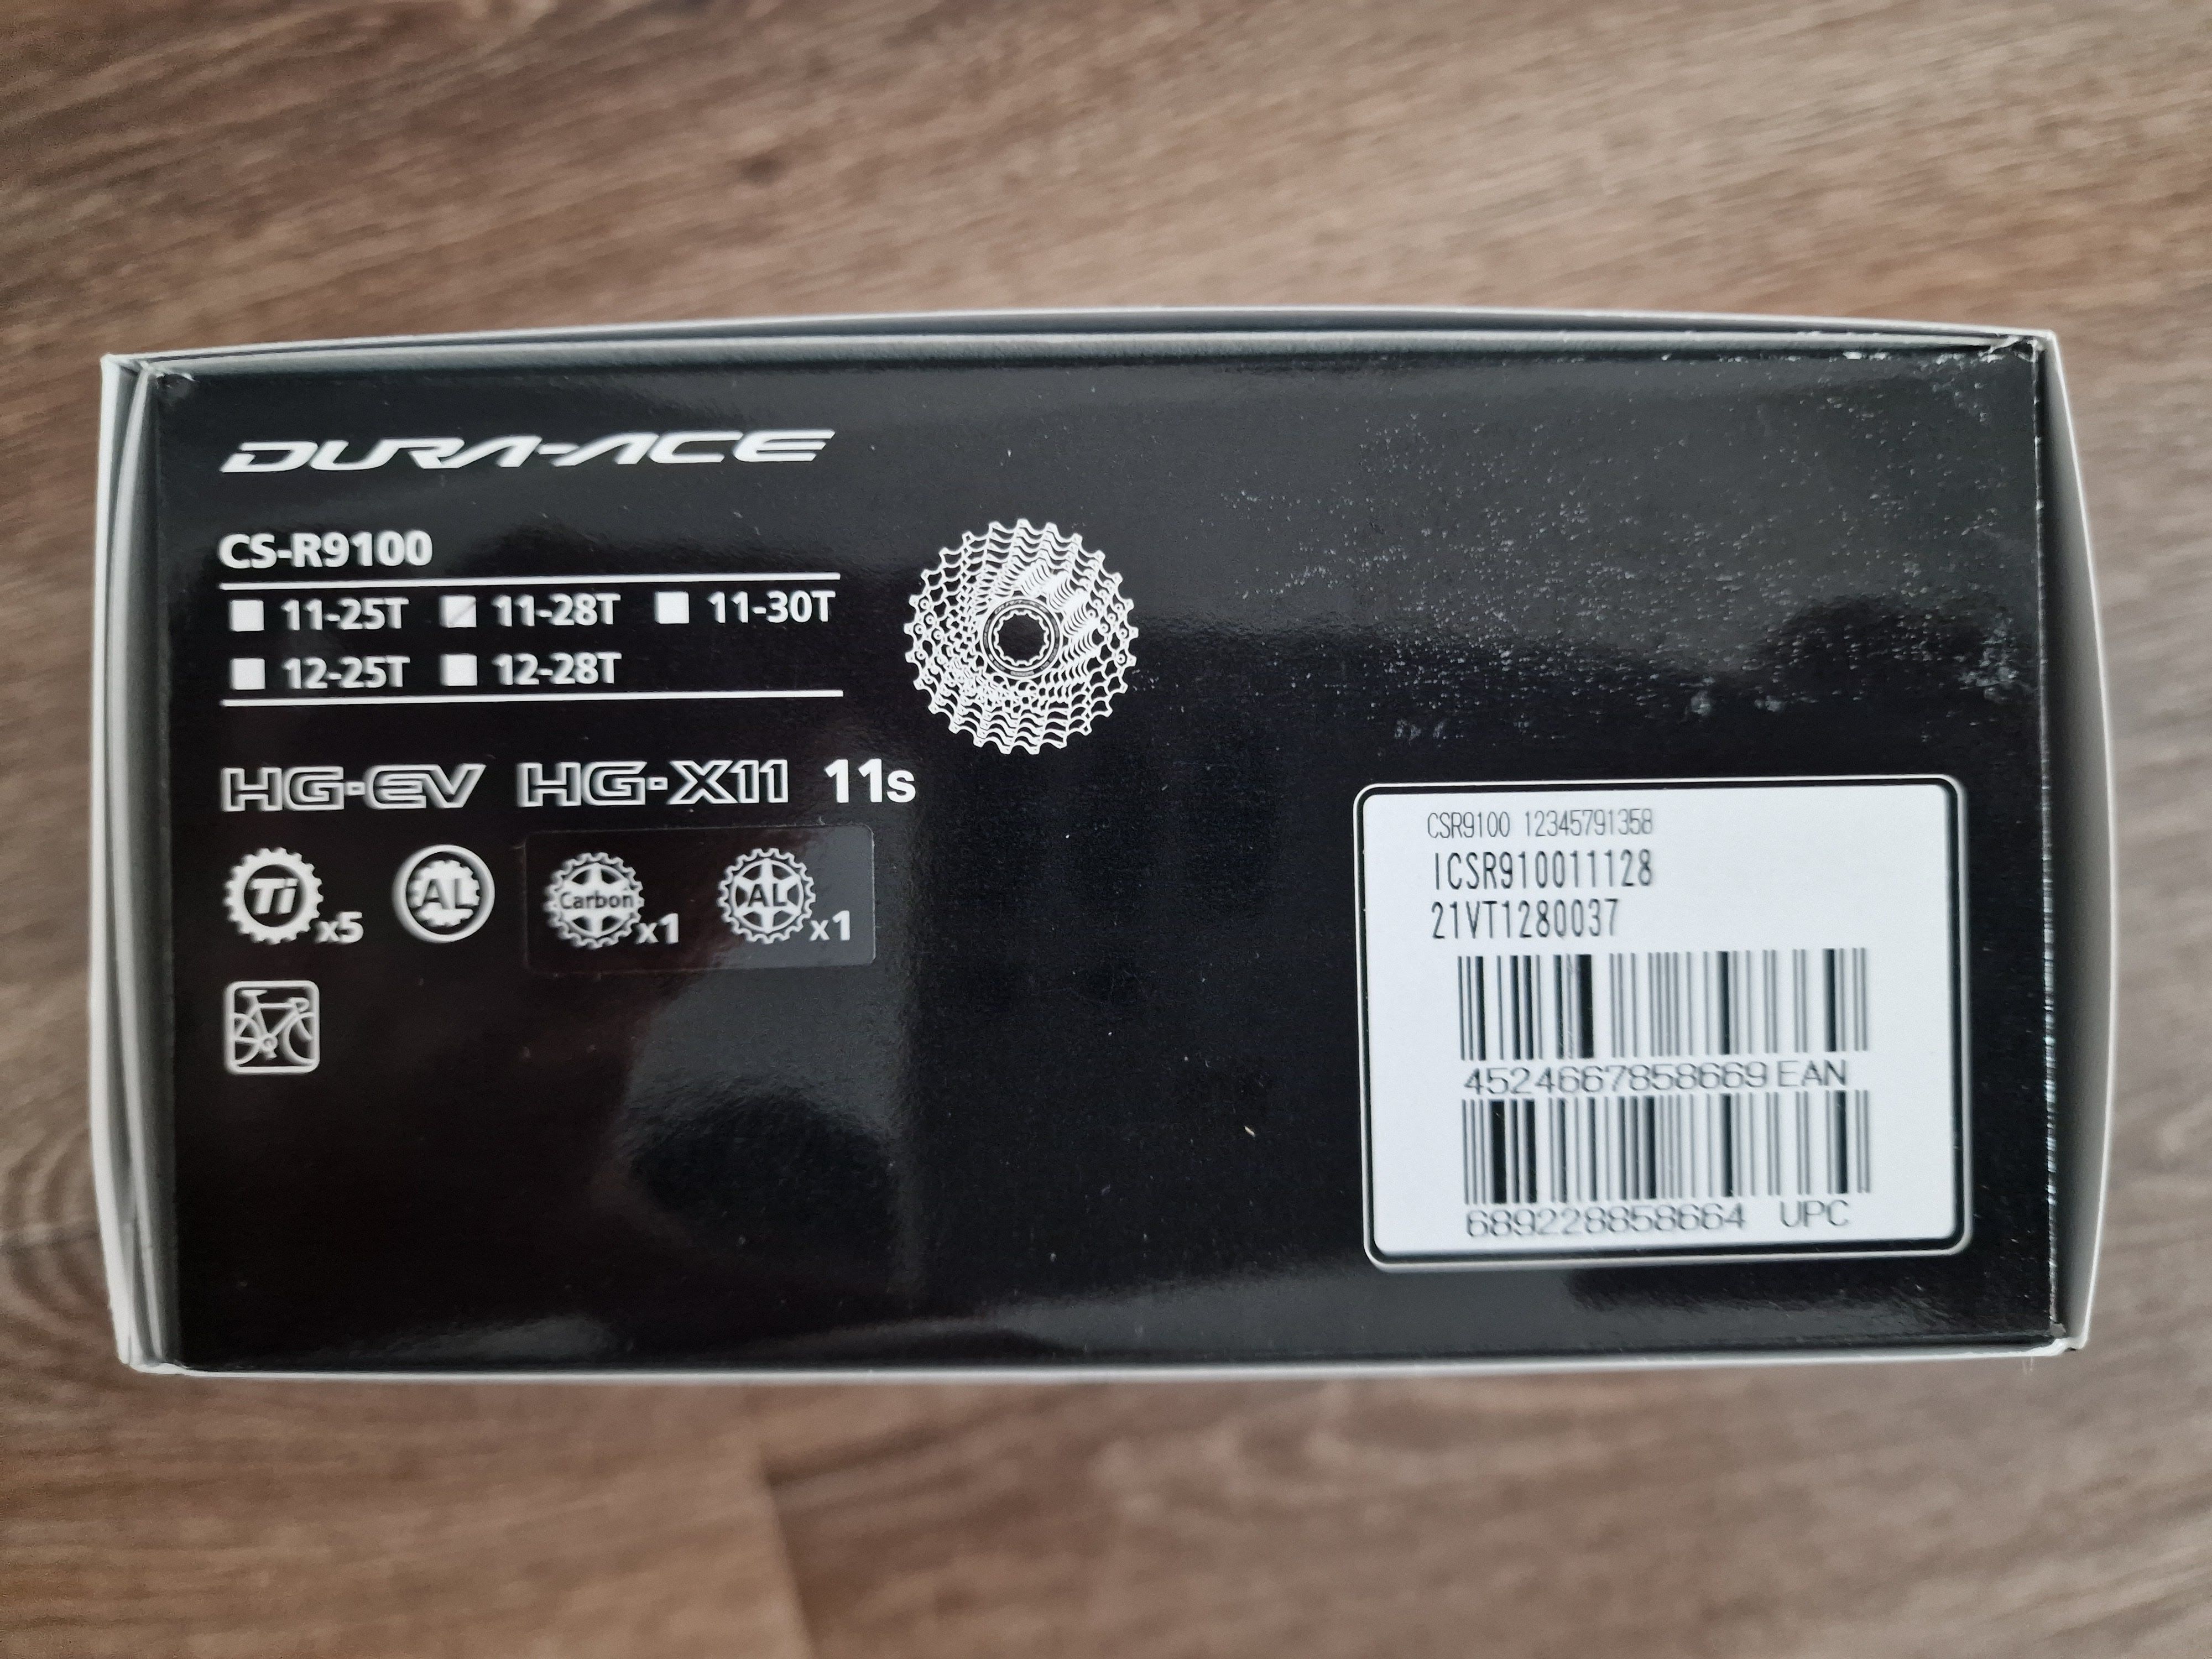 DURA-ACE
CS-R9100
11-25T 11-28T 11-30T
12-25T 12-28T
HG-EV HG-X11 11s
Ti x5 AL Carbon x1 AL x1
CSR9100 12345791358
ICSR910011128
21VT1280037
4524667858669 EAN
689228858664 UPC